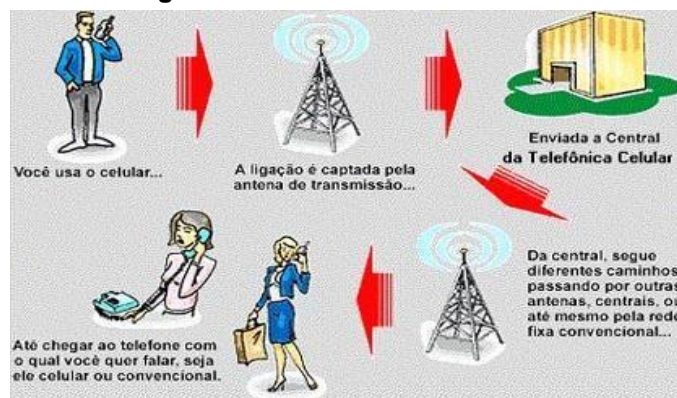 Você usa o celular...
A ligação é captada pela
antena de transmissão...
Enviada a Central
da Telefônica Celular
Da central, segue
diferentes caminhos
passando por outras
antenas, centrais, ou
até mesmo pela rede
fixa convencional...
Até chegar ao telefone com
o qual você quer falar, seja
ele celular ou convencional.